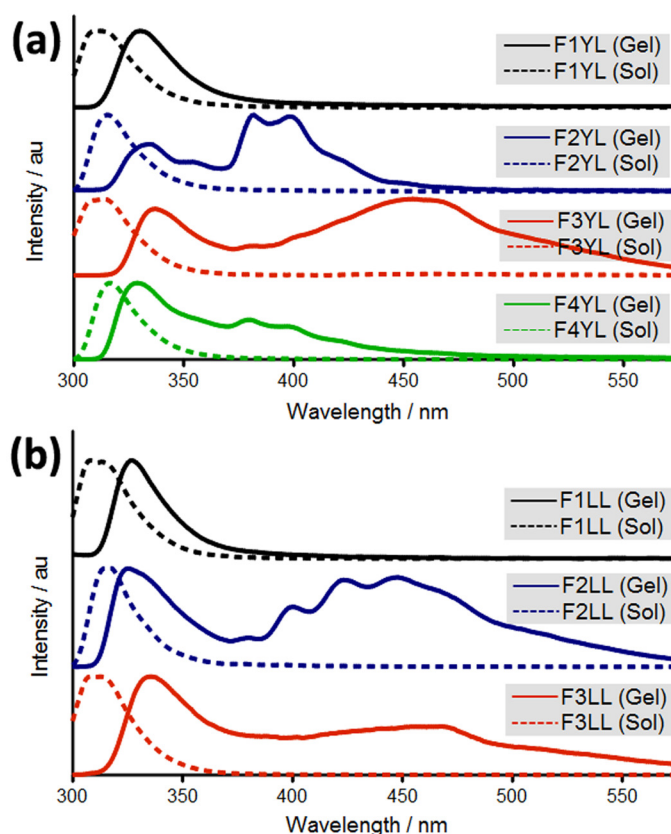 (a)
F1YL (Gel)
F1YL (Sol)
F2YL (Gel)
F2YL (Sol)
F3YL (Gel)
F3YL (Sol)
F4YL (Gel)
F4YL (Sol)
Intensity / au
300 350 400 450 500 550
Wavelength / nm
(b)
F1LL (Gel)
F1LL (Sol)
F2LL (Gel)
F2LL (Sol)
F3LL (Gel)
F3LL (Sol)
Intensity / au
300 350 400 450 500 550
Wavelength / nm